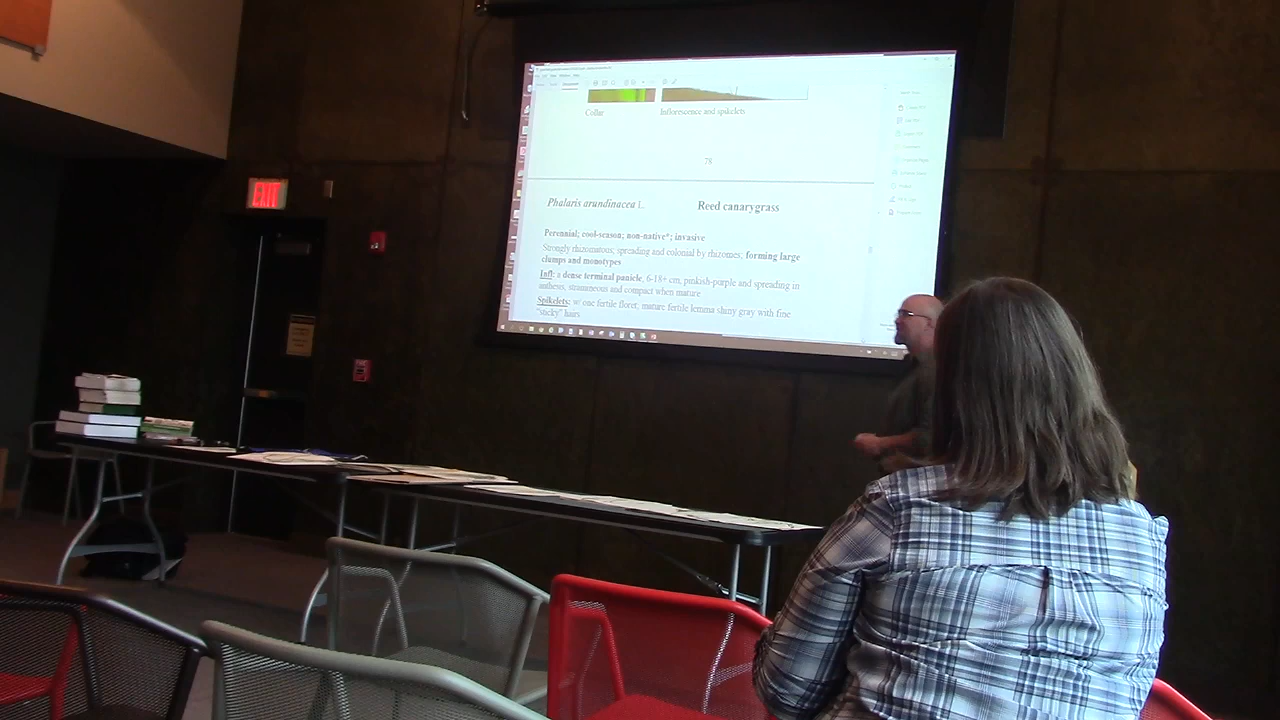 Collar
Inflorescence and spikelets
78
EXIT
Phalaris arundinacea L.
Reed canarygrass
Perennial; cool-season; non-native*; invasive
Strongly rhizomatous; spreading and colonial by rhizomes, forming large
clumps and monotypes
Infl: a dense terminal panicle, 6-18+ cm, pinkish-purple and spreading in
anthesis, stramineous and compact when mature
Spikelets: w/ one fertile floret, mature fertile lemma shiny gray with fine
"sticky" hairs